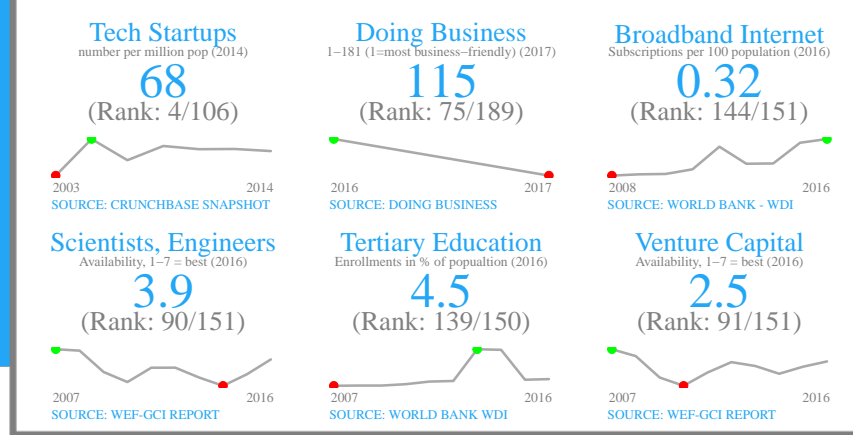 Tech Startups
number per million pop (2014)
68
(Rank: 4/106)
2003 2014
SOURCE: CRUNCHBASE SNAPSHOT
Doing Business
1−181 (1=most business−friendly) (2017)
115
(Rank: 75/189)
2016 2017
SOURCE: DOING BUSINESS
Broadband Internet
Subscriptions per 100 population (2016)
0.32
(Rank: 144/151)
2008 2016
SOURCE: WORLD BANK - WDI
Scientists, Engineers
Availability, 1−7 = best (2016)
3.9
(Rank: 90/151)
2007 2016
SOURCE: WEF-GCI REPORT
Tertiary Education
Enrollments in % of popualtion (2016)
4.5
(Rank: 139/150)
2007 2016
SOURCE: WORLD BANK WDI
Venture Capital
Availability, 1−7 = best (2016)
2.5
(Rank: 91/151)
2007 2016
SOURCE: WEF-GCI REPORT